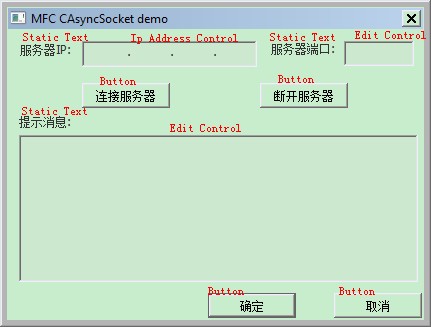 MFC CAsyncSocket demo
Static Text Ip Address Control Static Text Edit Control
服务器IP: . . . 服务器端口:
Button Button
连接服务器 断开服务器
Static Text
提示消息:
Edit Control
Button Button
确定 取消